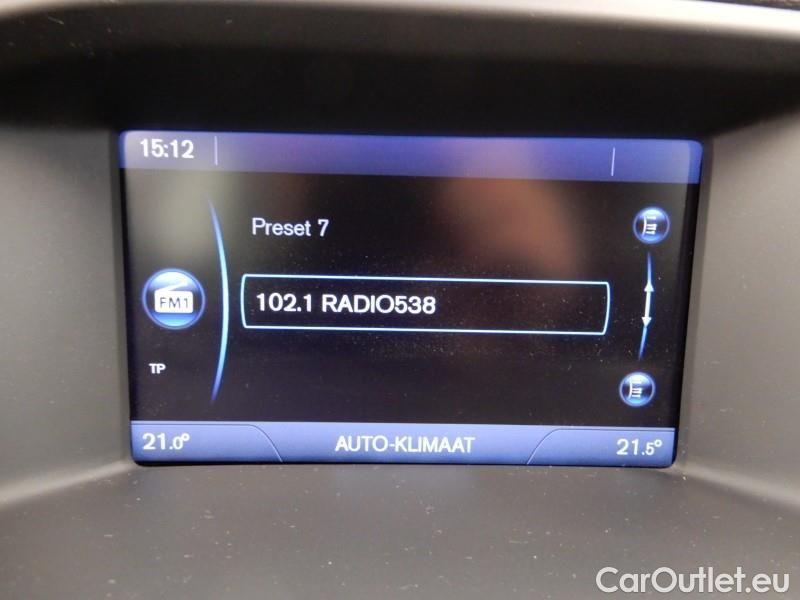 15:12
Preset 7
FM1
102.1 RADIO538
TP
21.0° AUTO-KLIMAAT 21.5°
CarOutlet.eu